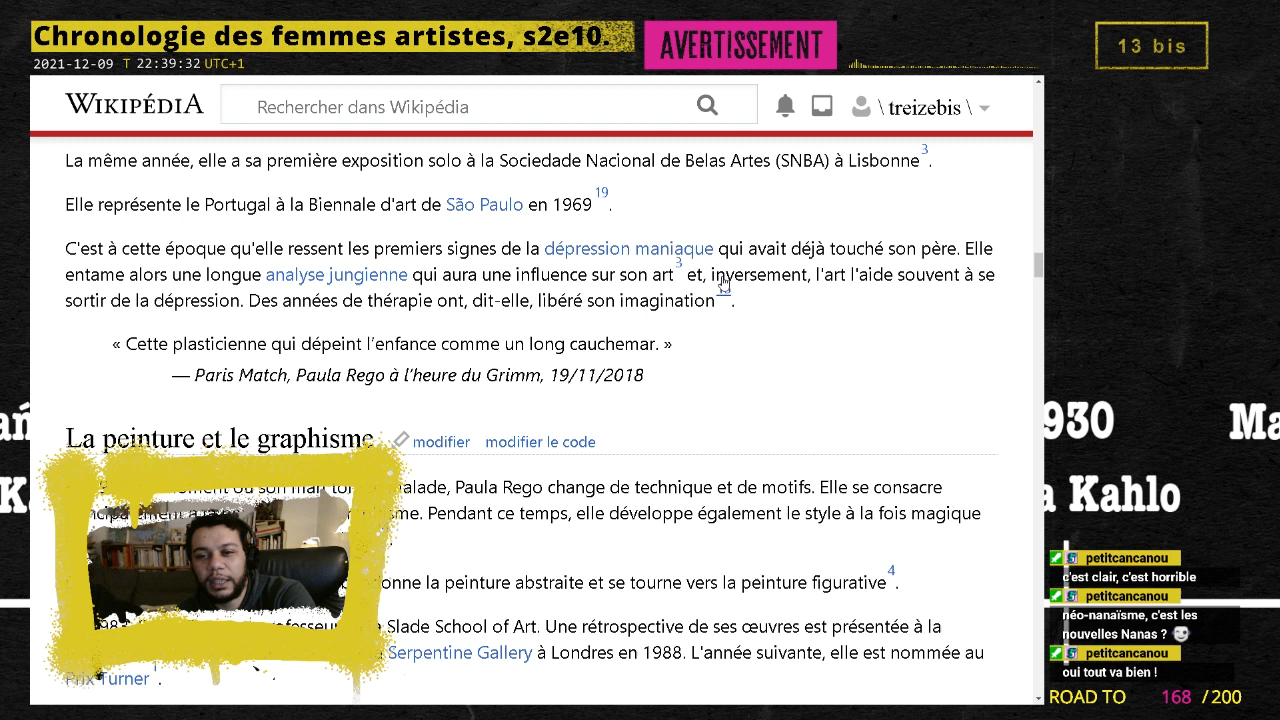 Chronologie des femmes artistes, s2e10.
2021-12-09 T 22:39:32 UTC+1
AVERTISSEMENT
13 bis
WIKIPÉDIA
Rechercher dans Wikipédia
\ treizebis \
La même année, elle a sa première exposition solo à la Sociedade Nacional de Belas Artes (SNBA) à Lisbonne 3.
Elle représente le Portugal à la Biennale d'art de São Paulo en 1969 19.
C'est à cette époque qu'elle ressent les premiers signes de la dépression maniaque qui avait déjà touché son père. Elle
entame alors une longue analyse jungienne qui aura une influence sur son art 3 et, inversement, l'art l'aide souvent à se
sortir de la dépression. Des années de thérapie ont, dit-elle, libéré son imagination .
« Cette plasticienne qui dépeint l'enfance comme un long cauchemar. »
— Paris Match, Paula Rego à l'heure du Grimm, 19/11/2018
La peinture et le graphisme modifier modifier le code
son mari malade, Paula Rego change de technique et de motifs. Elle se consacre
Pendant ce temps, elle développe également le style à la fois magique
onne la peinture abstraite et se tourne vers la peinture figurative 4.
Slade School of Art. Une rétrospective de ses œuvres est présentée à la
Serpentine Gallery à Londres en 1988. L'année suivante, elle est nommée au
Prix Turner .
1930
Ma
Kahlo
petitcancanou
c'est clair, c'est horrible
petitcancanou
néo-nanaïsme, c'est les
nouvelles Nanas ?
petitcancanou
oui tout va bien !
ROAD TO 168 / 200